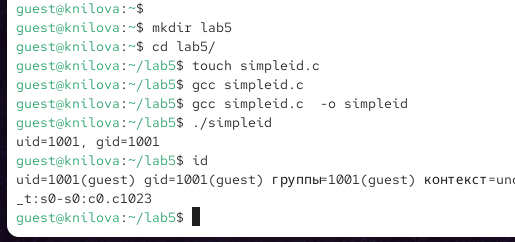 guest@knilova:~$
guest@knilova:~$ mkdir lab5
guest@knilova:~$ cd lab5/
guest@knilova:~/lab5$ touch simpleid.c
guest@knilova:~/lab5$ gcc simpleid.c
guest@knilova:~/lab5$ gcc simpleid.c  -o simpleid
guest@knilova:~/lab5$ ./simpleid
uid=1001, gid=1001
guest@knilova:~/lab5$ id
uid=1001(guest) gid=1001(guest) группы=1001(guest) контекст=unc
_t:s0-s0:c0.c1023
guest@knilova:~/lab5$